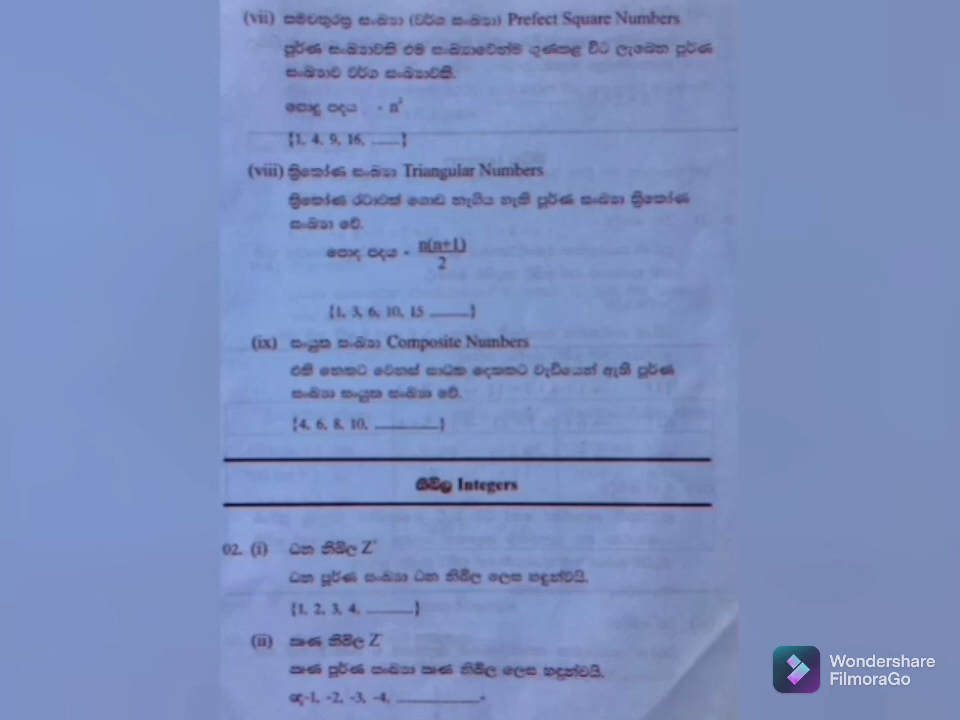 (vii) සමචතුරස්‍ර සංඛ්‍යා (වර්ග සංඛ්‍යා) Prefect Square Numbers
පූර්ණ සංඛ්‍යාවකි එම සංඛ්‍යාවෙන්ම ගුණකළ විට ලැබෙන පූර්ණ
සංඛ්‍යාව වර්ග සංඛ්‍යාවකි.
පොදු පදය - n²
{1, 4, 9, 16, ......}
(viii) ත්‍රිකෝණ සංඛ්‍යා Triangular Numbers
ත්‍රිකෝණ රටාවක් ගොඩ නැගිය හැකි පූර්ණ සංඛ්‍යා ත්‍රිකෝණ
සංඛ්‍යා වේ.
පොදු පදය - n(n+1)
2
{1, 3, 6, 10, 15 .........}
(ix) සංයුත සංඛ්‍යා Composite Numbers
එකි නෙකට වෙනස් සාධක දෙකකට වැඩියෙන් ඇති පූර්ණ
සංඛ්‍යා සංයුත සංඛ්‍යා වේ.
{4, 6, 8, 10, ..............}
නිඛිල Integers
02. (i) ධන නිඛිල Z⁺
ධන පූර්ණ සංඛ්‍යා ධන නිඛිල ලෙස හඳුන්වයි.
{1, 2, 3, 4, ..........}
(ii) ඍණ නිඛිල Z⁻
ඍණ පූර්ණ සංඛ්‍යා ඍණ නිඛිල ලෙස හඳුන්වයි.
-1, -2, -3, -4, ..................
Wondershare
FilmoraGo